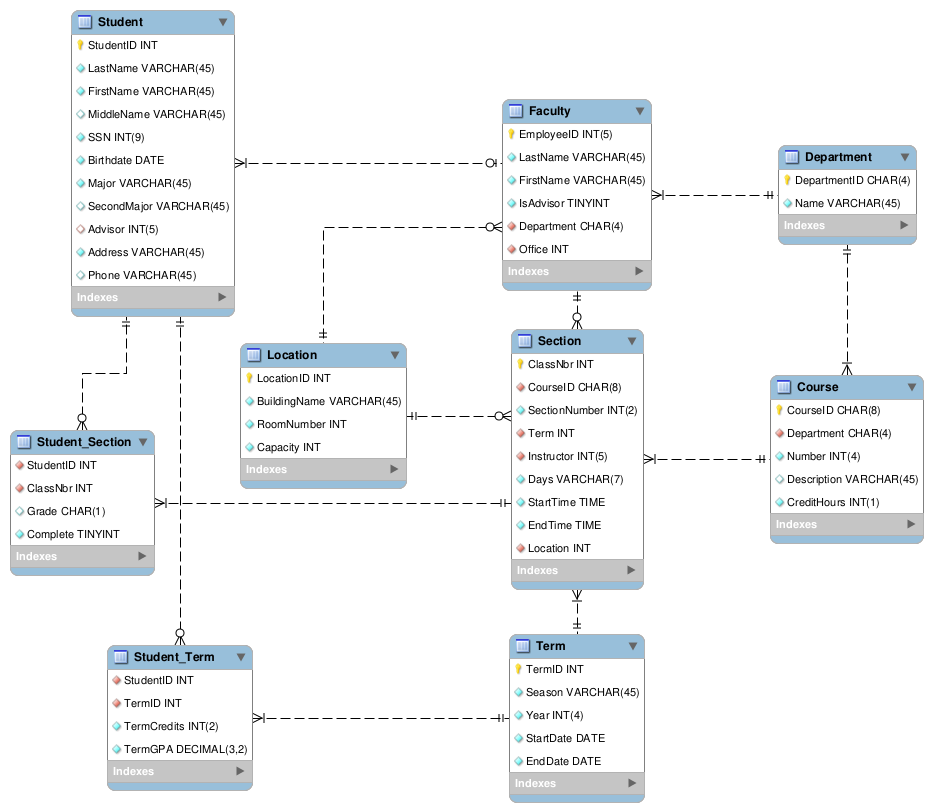 Student
StudentID INT
LastName VARCHAR(45)
FirstName VARCHAR(45)
MiddleName VARCHAR(45)
SSN INT(9)
Birthdate DATE
Major VARCHAR(45)
SecondMajor VARCHAR(45)
Advisor INT(5)
Address VARCHAR(45)
Phone VARCHAR(45)
Indexes
Faculty
EmployeeID INT(5)
LastName VARCHAR(45)
FirstName VARCHAR(45)
IsAdvisor TINYINT
Department CHAR(4)
Office INT
Indexes
Department
DepartmentID CHAR(4)
Name VARCHAR(45)
Indexes
Location
LocationID INT
BuildingName VARCHAR(45)
RoomNumber INT
Capacity INT
Indexes
Section
ClassNbr INT
CourseID CHAR(8)
SectionNumber INT(2)
Term INT
Instructor INT(5)
Days VARCHAR(7)
StartTime TIME
EndTime TIME
Location INT
Indexes
Course
CourseID CHAR(8)
Department CHAR(4)
Number INT(4)
Description VARCHAR(45)
CreditHours INT(1)
Indexes
Student_Section
StudentID INT
ClassNbr INT
Grade CHAR(1)
Complete TINYINT
Indexes
Student_Term
StudentID INT
TermID INT
TermCredits INT(2)
TermGPA DECIMAL(3,2)
Indexes
Term
TermID INT
Season VARCHAR(45)
Year INT(4)
StartDate DATE
EndDate DATE
Indexes